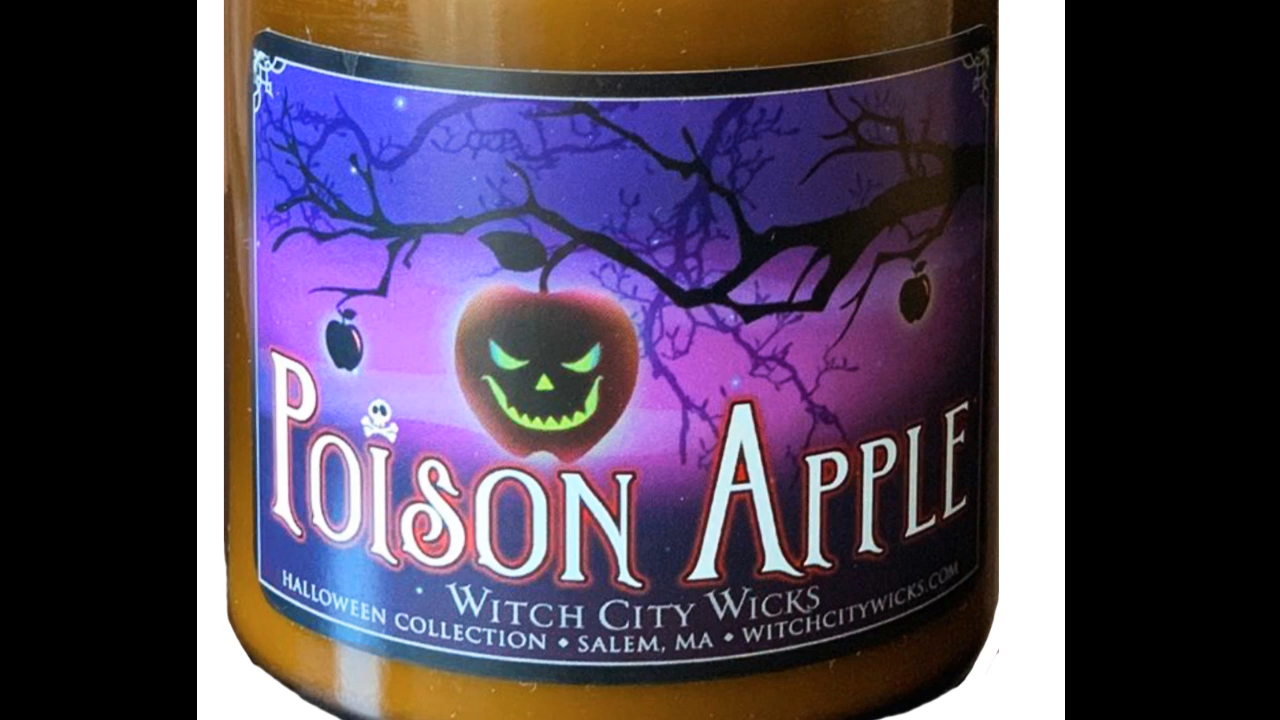 Poison Apple
Witch City Wicks
Halloween Collection • Salem, MA • witchcitywicks.com